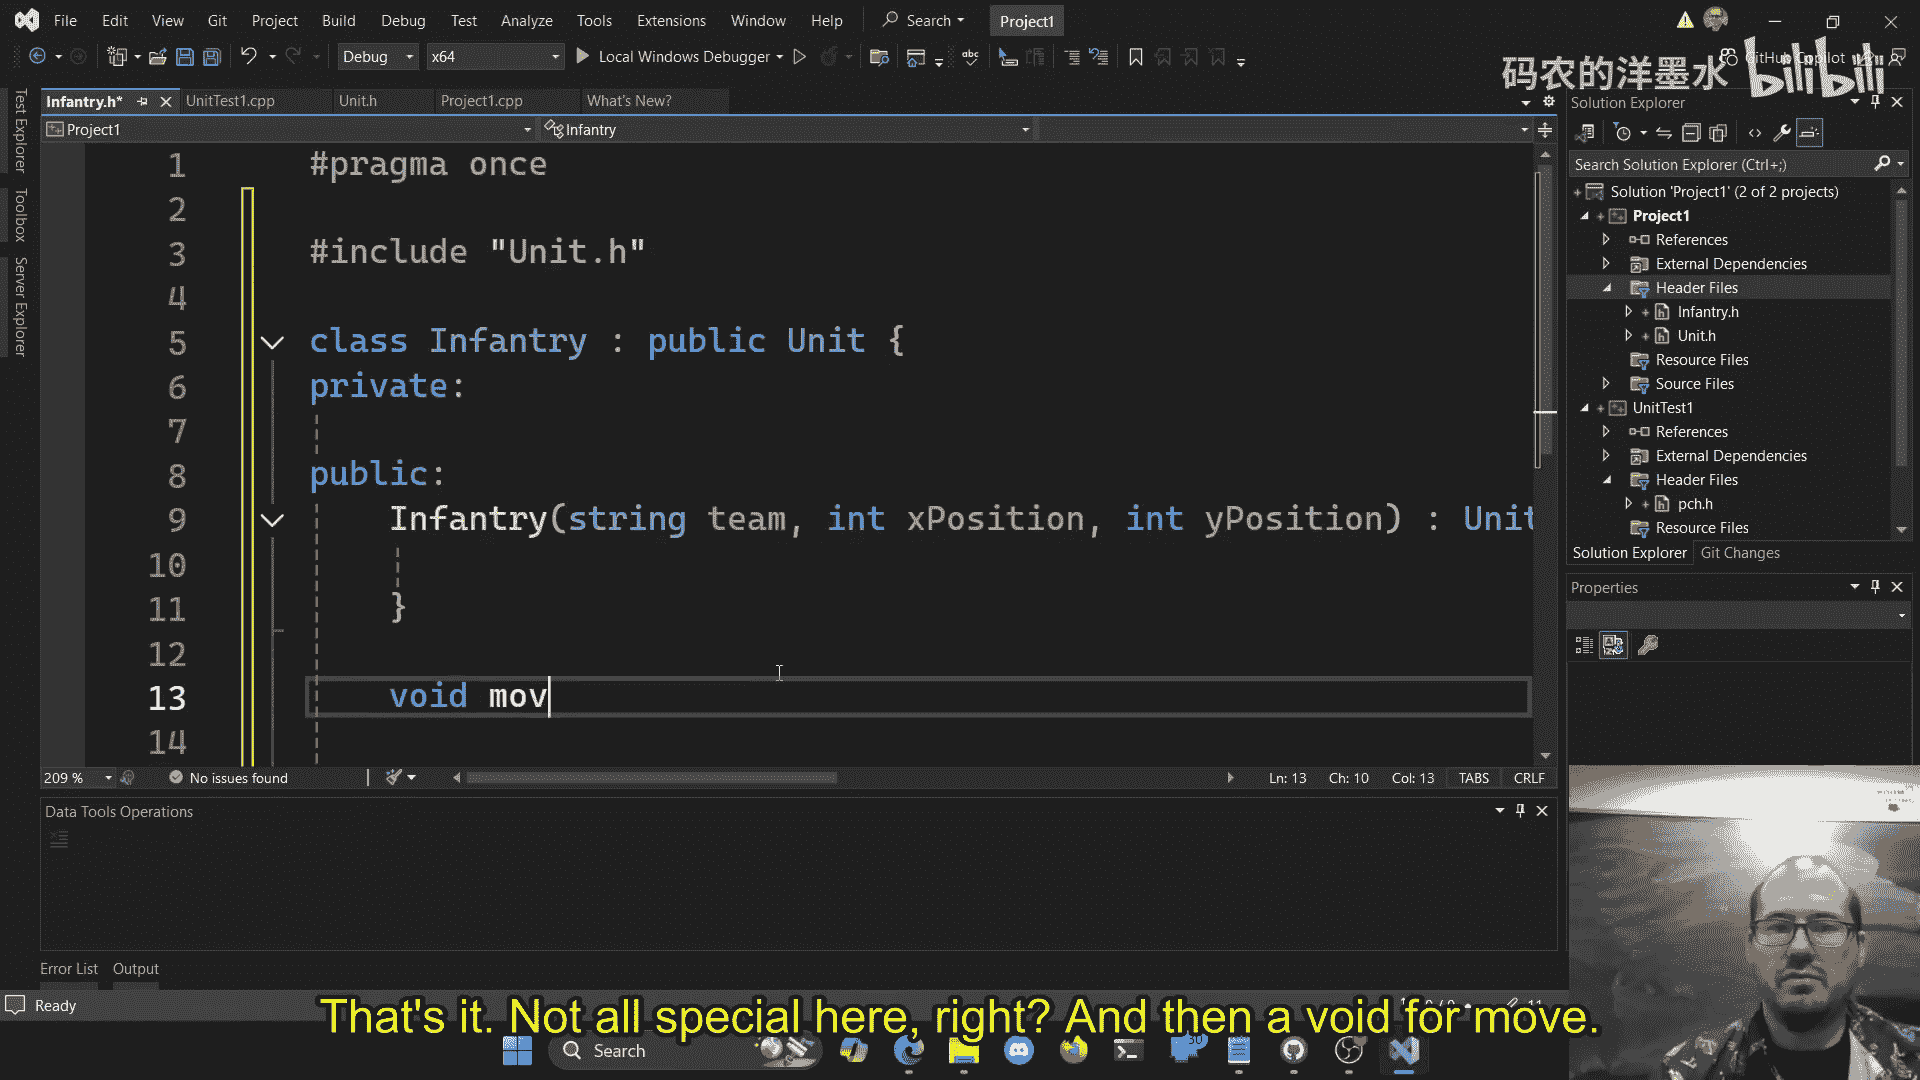 File Edit View Git Project Build Debug Test Analyze Tools Extensions Window Help Search Project1
Debug x64 Local Windows Debugger GitHub Copilot
码农的洋墨水 bilibili
Infantry.h* UnitTest1.cpp Unit.h Project1.cpp What's New?
Project1 Infantry
1 #pragma once
2
3 #include "Unit.h"
4
5 class Infantry : public Unit {
6 private:
7
8 public:
9 Infantry(string team, int xPosition, int yPosition) : Unit
10
11 }
12
13 void mov
14
209 % No issues found Ln: 13 Ch: 10 Col: 13 TABS CRLF
Test Explorer
Toolbox
Server Explorer
Solution Explorer
Search Solution Explorer (Ctrl+;)
Solution 'Project1' (2 of 2 projects)
Project1
References
External Dependencies
Header Files
Infantry.h
Unit.h
Resource Files
Source Files
UnitTest1
References
External Dependencies
Header Files
pch.h
Resource Files
Solution Explorer Git Changes
Properties
Data Tools Operations
Error List Output
Ready
That's it. Not all special here, right? And then a void for move.
Search
30